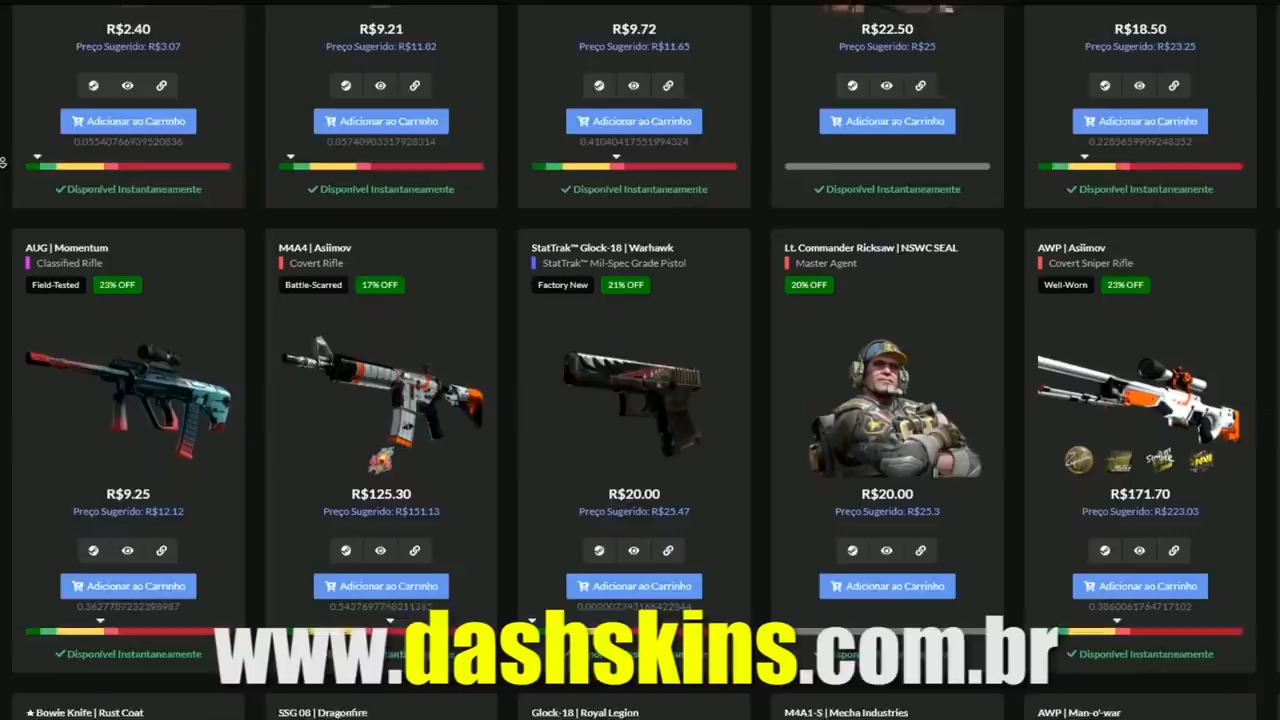 R$2.40
Preço Sugerido: R$3.07
Adicionar ao Carrinho
0.05540766939520836
Disponível Instantaneamente
R$9.21
Preço Sugerido: R$11.82
Adicionar ao Carrinho
0.05740903317928314
Disponível Instantaneamente
R$9.72
Preço Sugerido: R$11.65
Adicionar ao Carrinho
0.41040417551994324
Disponível Instantaneamente
R$22.50
Preço Sugerido: R$25
Adicionar ao Carrinho
Disponível Instantaneamente
R$18.50
Preço Sugerido: R$23.25
Adicionar ao Carrinho
0.2285659909248352
Disponível Instantaneamente
AUG | Momentum
Classified Rifle
Field-Tested 23% OFF
R$9.25
Preço Sugerido: R$12.12
Adicionar ao Carrinho
Disponível Instantaneamente
M4A4 | Asiimov
Covert Rifle
Battle-Scarred 17% OFF
R$125.30
Preço Sugerido: R$151.13
Adicionar ao Carrinho
StatTrak™ Glock-18 | Warhawk
StatTrak™ Mil-Spec Grade Pistol
Factory New 21% OFF
R$20.00
Preço Sugerido: R$25.47
Adicionar ao Carrinho
Lt. Commander Ricksaw | NSWC SEAL
Master Agent
20% OFF
R$20.00
Preço Sugerido: R$25.3
Adicionar ao Carrinho
AWP | Asiimov
Covert Sniper Rifle
Well-Worn 23% OFF
R$171.70
Preço Sugerido: R$223.03
Adicionar ao Carrinho
0.3860061764717102
Disponível Instantaneamente
www.dashskins.com.br
★ Bowie Knife | Rust Coat
SSG 08 | Dragonfire
Glock-18 | Royal Legion
M4A1-S | Mecha Industries
AWP | Man-o'-war